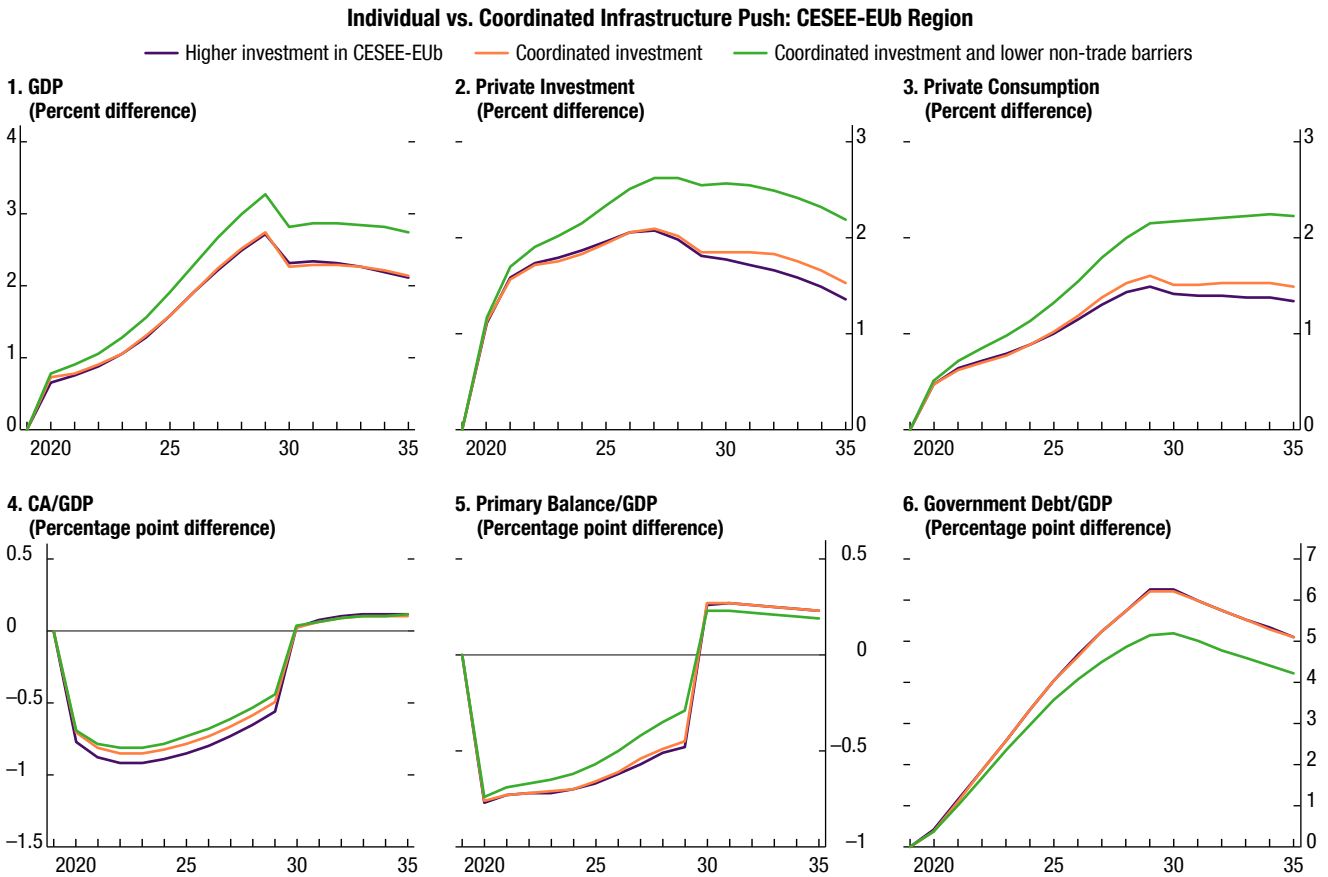 Individual vs. Coordinated Infrastructure Push: CESEE-EUb Region
Higher investment in CESEE-EUb
Coordinated investment
Coordinated investment and lower non-trade barriers
1. GDP
(Percent difference)
4
3
2
1
0
2020 25 30 35
2. Private Investment
(Percent difference)
3
2
1
0
2020 25 30 35
3. Private Consumption
(Percent difference)
3
2
1
0
2020 25 30 35
4. CA/GDP
(Percentage point difference)
0.5
0
–0.5
–1
–1.5
2020 25 30 35
5. Primary Balance/GDP
(Percentage point difference)
0.5
0
–0.5
–1
2020 25 30 35
6. Government Debt/GDP
(Percentage point difference)
7
6
5
4
3
2
1
0
2020 25 30 35